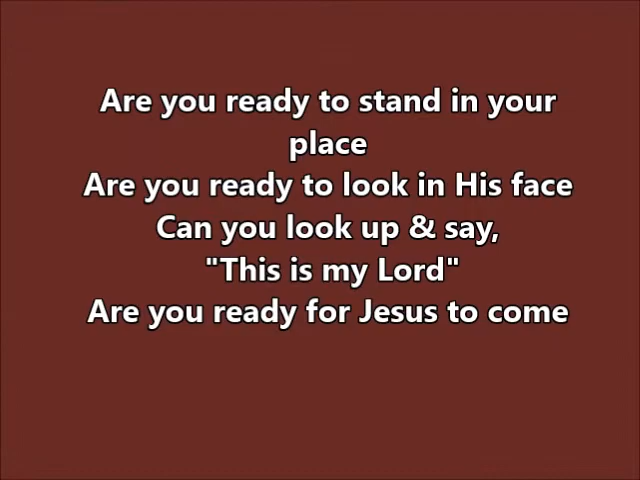 Are you ready to stand in your
place
Are you ready to look in His face
Can you look up & say,
"This is my Lord"
Are you ready for Jesus to come